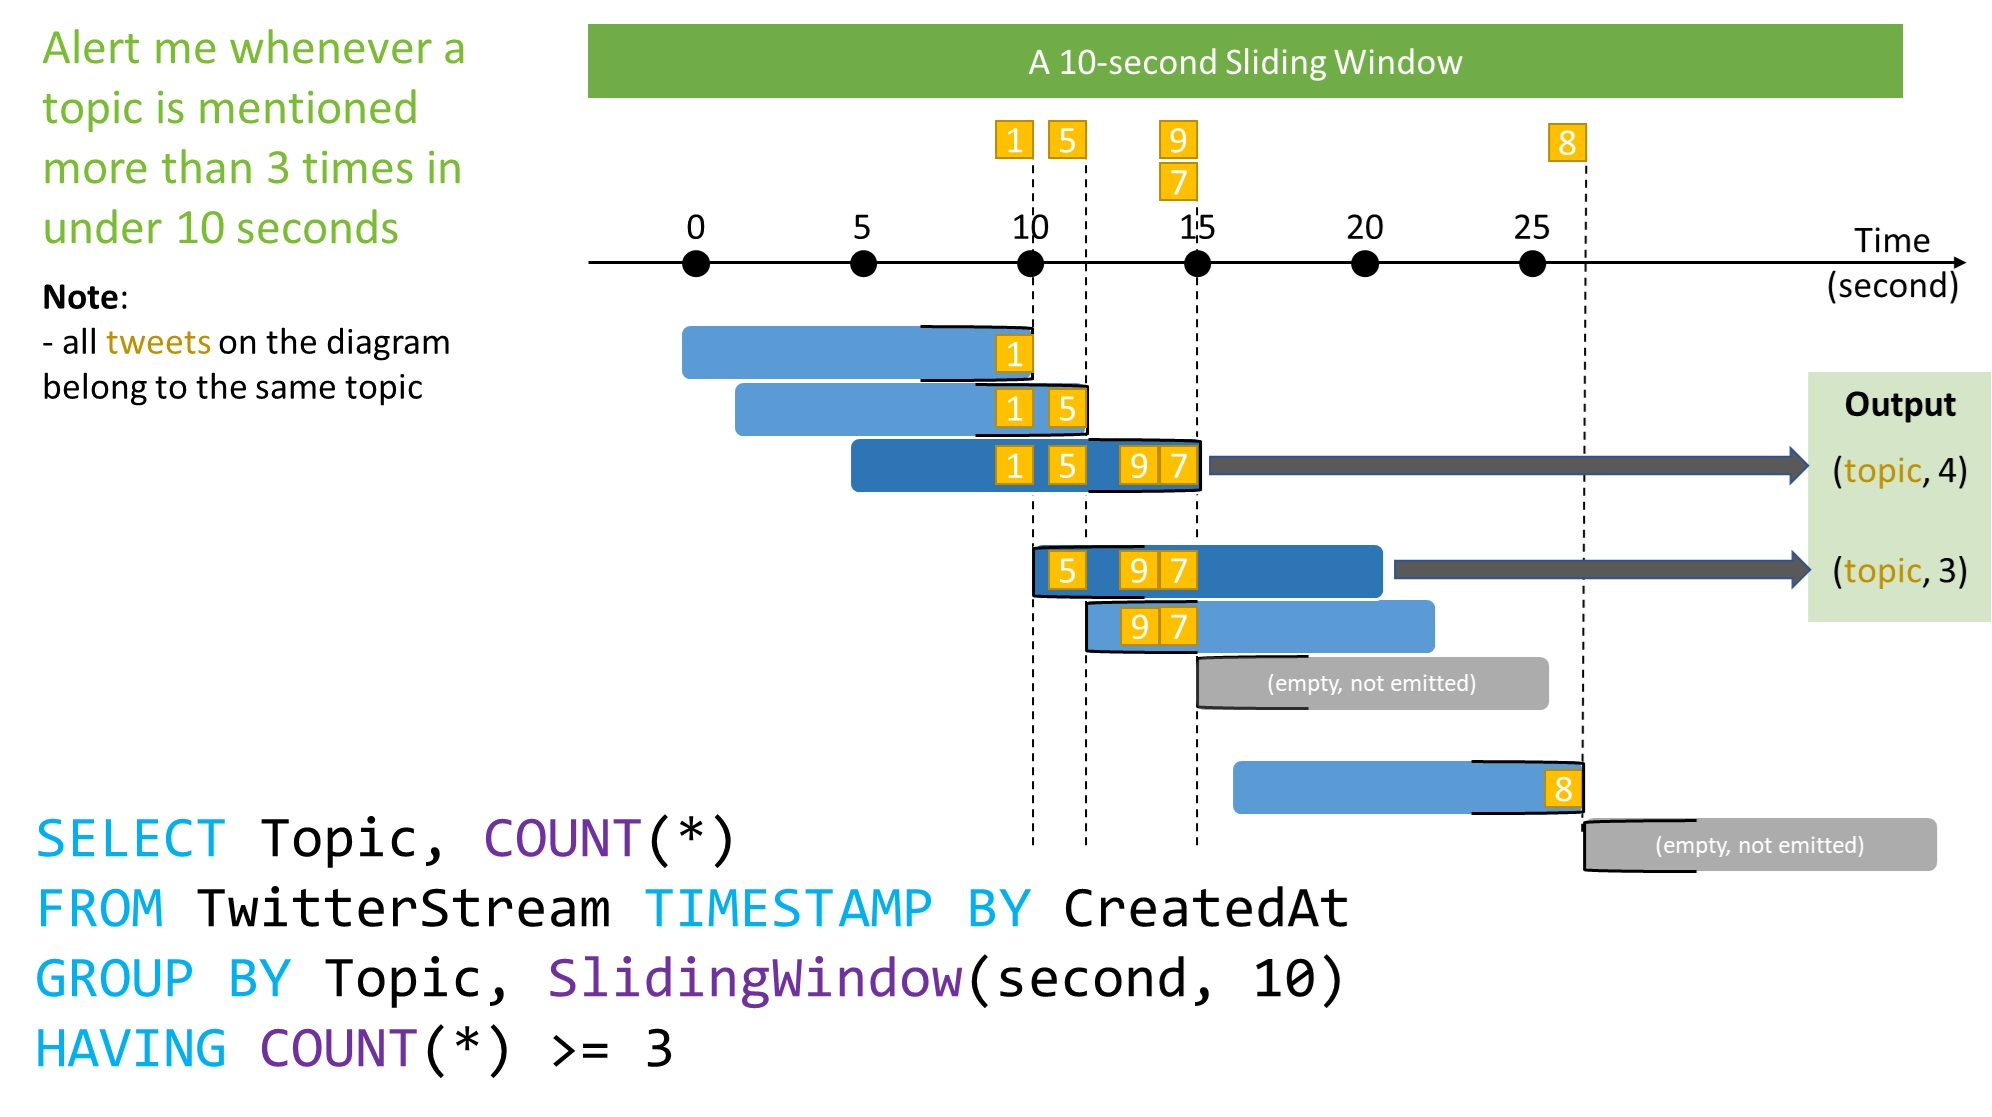 Alert me whenever a
topic is mentioned
more than 3 times in
under 10 seconds
Note:
- all tweets on the diagram
belong to the same topic
A 10-second Sliding Window
1 5 9 8
7
0 5 10 15 20 25
Time
(second)
1
1 5
1 5 9 7
5 9 7
9 7
(empty, not emitted)
8
(empty, not emitted)
Output
(topic, 4)
(topic, 3)
SELECT Topic, COUNT(*)
FROM TwitterStream TIMESTAMP BY CreatedAt
GROUP BY Topic, SlidingWindow(second, 10)
HAVING COUNT(*) >= 3